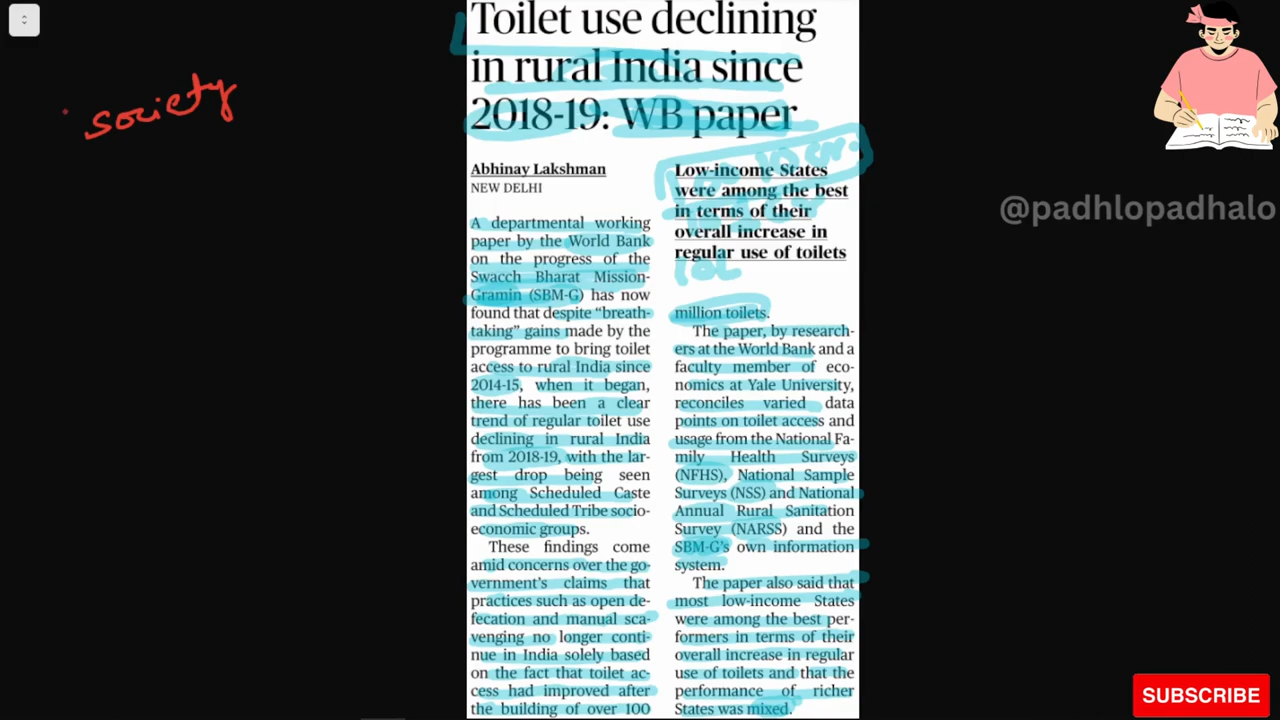 society
Toilet use declining
in rural India since
2018-19: WB paper
Abhinay Lakshman
NEW DELHI
A departmental working
paper by the World Bank
on the progress of the
Swacch Bharat Mission-
Gramin (SBM-G) has now
found that despite “breath-
taking” gains made by the
programme to bring toilet
access to rural India since
2014-15, when it began,
there has been a clear
trend of regular toilet use
declining in rural India
from 2018-19, with the lar-
gest drop being seen
among Scheduled Caste
and Scheduled Tribe socio-
economic groups.
These findings come
amid concerns over the go-
vernment’s claims that
practices such as open de-
fecation and manual sca-
venging no longer conti-
nue in India solely based
on the fact that toilet ac-
cess had improved after
the building of over 100
Low-income States
were among the best
in terms of their
overall increase in
regular use of toilets
million toilets.
The paper, by research-
ers at the World Bank and a
faculty member of eco-
nomics at Yale University,
reconciles varied data
points on toilet access and
usage from the National Fa-
mily Health Surveys
(NFHS), National Sample
Surveys (NSS) and National
Annual Rural Sanitation
Survey (NARSS) and the
SBM-G’s own information
system.
The paper also said that
most low-income States
were among the best per-
formers in terms of their
overall increase in regular
use of toilets and that the
performance of richer
States was mixed.
@padhlopadhalo
SUBSCRIBE